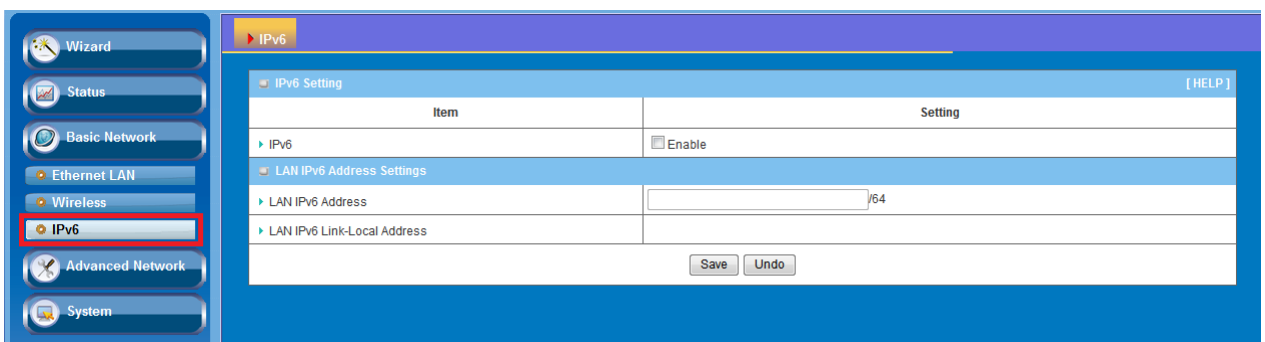 Wizard
Status
Basic Network
Ethernet LAN
Wireless
IPv6
Advanced Network
System
IPv6
IPv6 Setting [ HELP ]
Item Setting
IPv6 Enable
LAN IPv6 Address Settings
LAN IPv6 Address /64
LAN IPv6 Link-Local Address
Save Undo